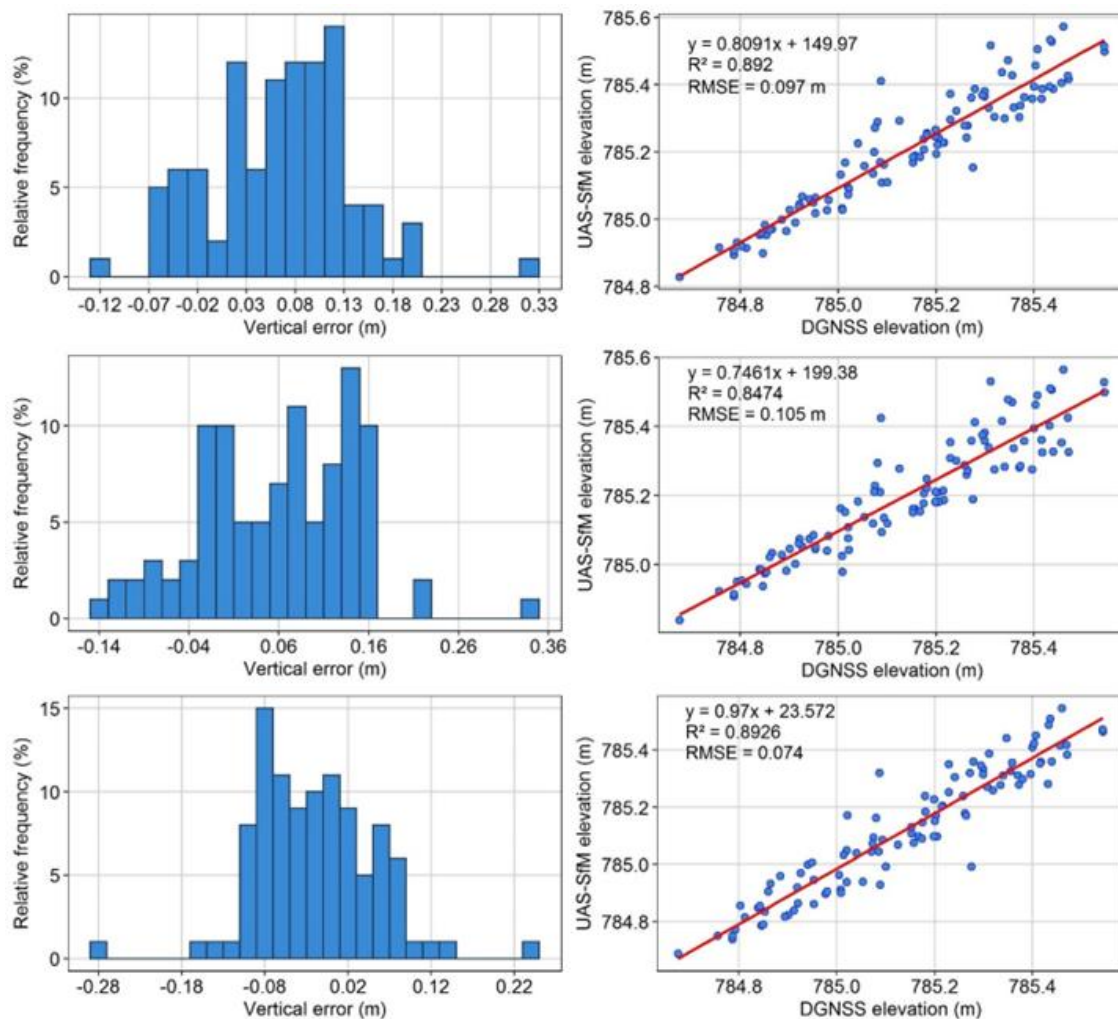 Relative frequency (%)
10
5
0
-0.12 -0.07 -0.02 0.03 0.08 0.13 0.18 0.23 0.28 0.33
Vertical error (m)
y = 0.8091x + 149.97
R² = 0.892
RMSE = 0.097 m
UAS-SfM elevation (m)
785.6
785.4
785.2
785.0
784.8
784.8 785.0 785.2 785.4
DGNSS elevation (m)
Relative frequency (%)
10
5
0
-0.14 -0.04 0.06 0.16 0.26 0.36
Vertical error (m)
y = 0.7461x + 199.38
R² = 0.8474
RMSE = 0.105 m
UAS-SfM elevation (m)
785.6
785.4
785.2
785.0
784.8 785.0 785.2 785.4
DGNSS elevation (m)
Relative frequency (%)
15
10
5
0
-0.28 -0.18 -0.08 0.02 0.12 0.22
Vertical error (m)
y = 0.97x + 23.572
R² = 0.8926
RMSE = 0.074
UAS-SfM elevation (m)
785.4
785.2
785.0
784.8
784.8 785.0 785.2 785.4
DGNSS elevation (m)